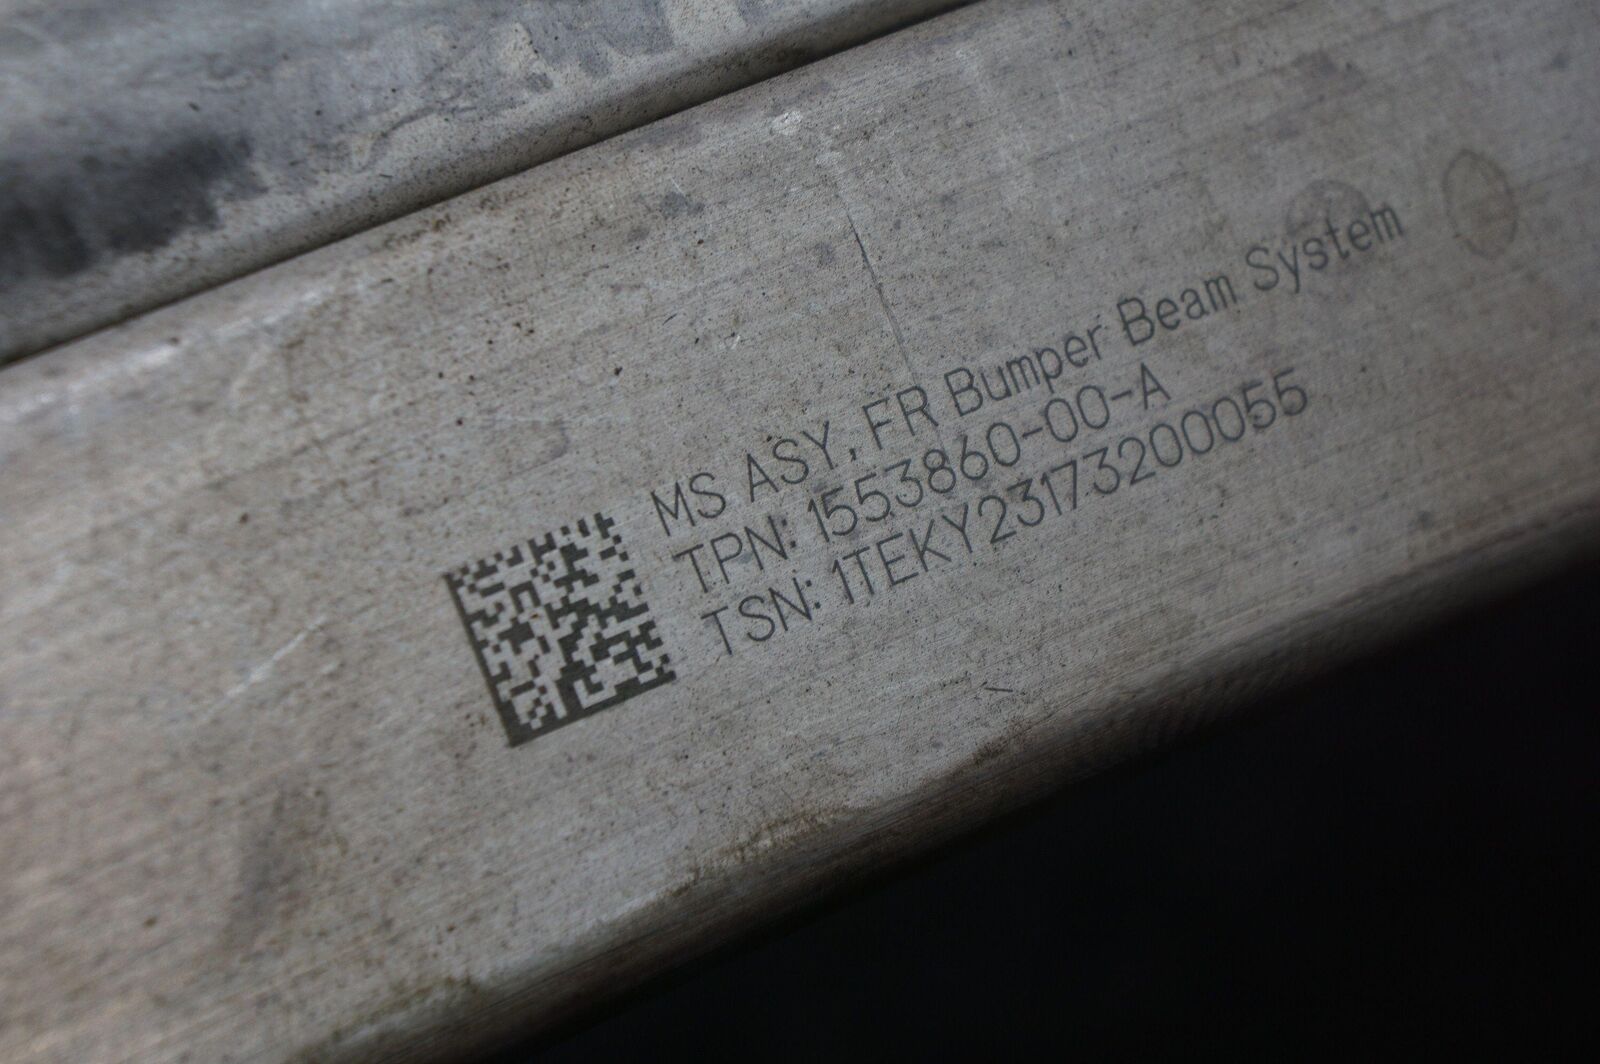 MS ASY, FR Bumper Beam System
TPN: 1553860-00-A
TSN: 1TEKY23173200055